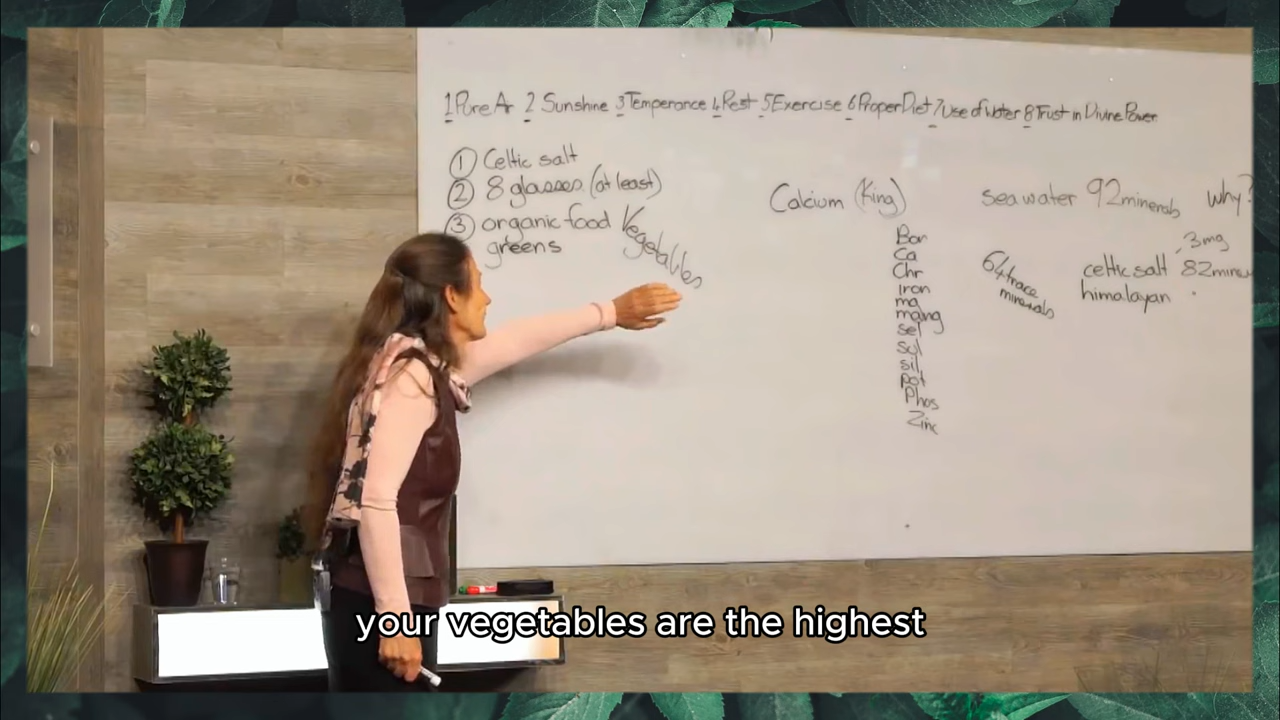 1 Pure Air 2 Sunshine 3 Temperance 4 Rest 5 Exercise 6 Proper Diet 7 Use of Water 8 Trust in Divine Power
① Celtic salt
② 8 glasses (at least)
③ organic food Vegetables
greens
Calcium (King)
Bor
Ca
Chr
Iron
ma
mang
sel
sul
sil
pot
Phos
Zinc
sea water 92 minerals why?
64 trace
minerals
3mg
celtic salt 82 mine
himalayan
your vegetables are the highest